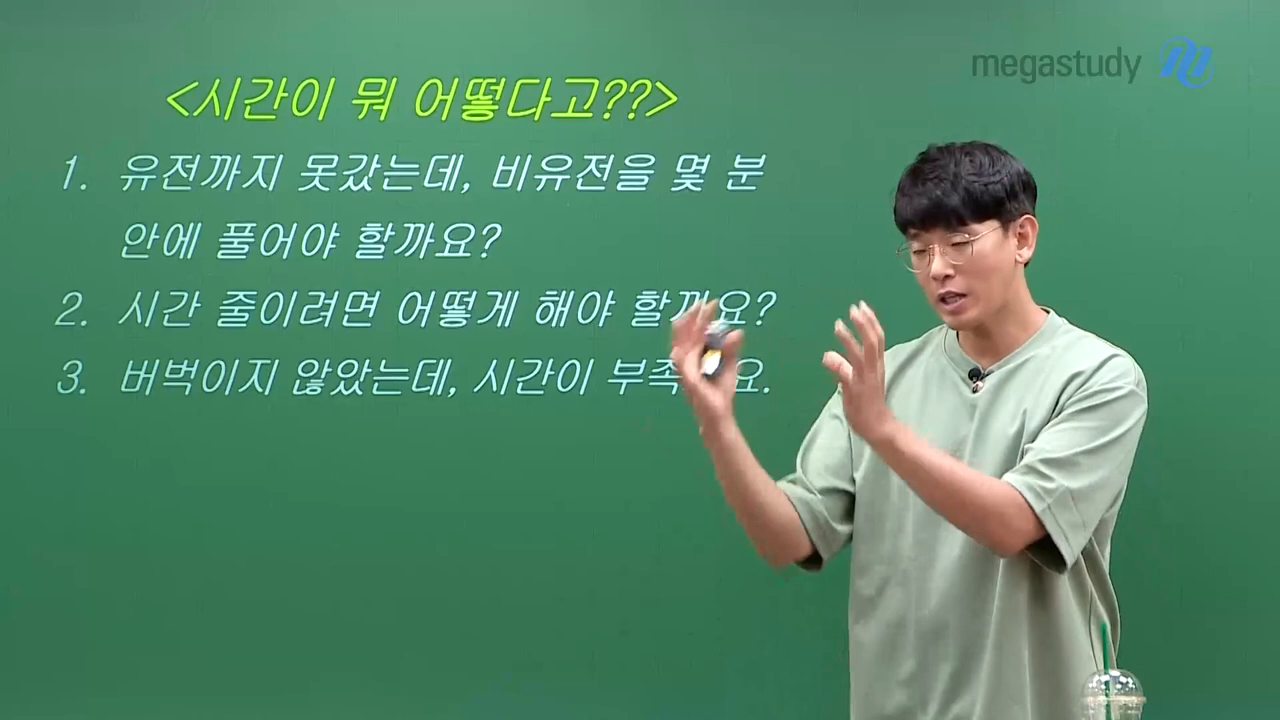 megastudy
<시간이 뭐 어떻다고??>
1. 유전까지 못갔는데, 비유전을 몇 분
안에 풀어야 할까요?
2. 시간 줄이려면 어떻게 해야 할까요?
3. 버벅이지 않았는데, 시간이